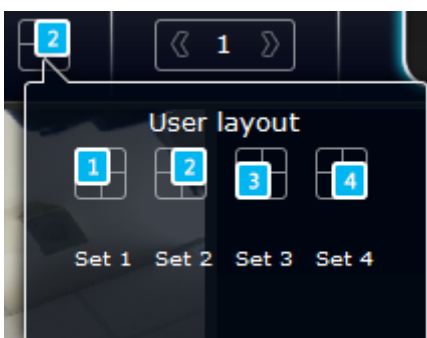 2 《 1 》
User layout
1 2 3 4
Set 1 Set 2 Set 3 Set 4